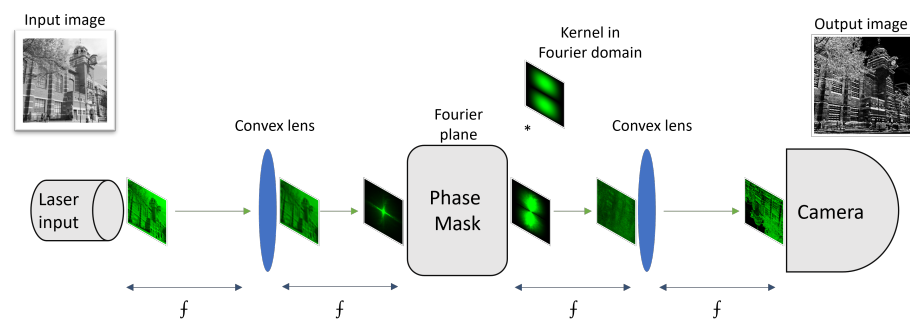 Input image
Output image
Kernel in
Fourier domain
*
Convex lens
Fourier
plane
Convex lens
Laser
input
Phase
Mask
Camera
f
f
f
f